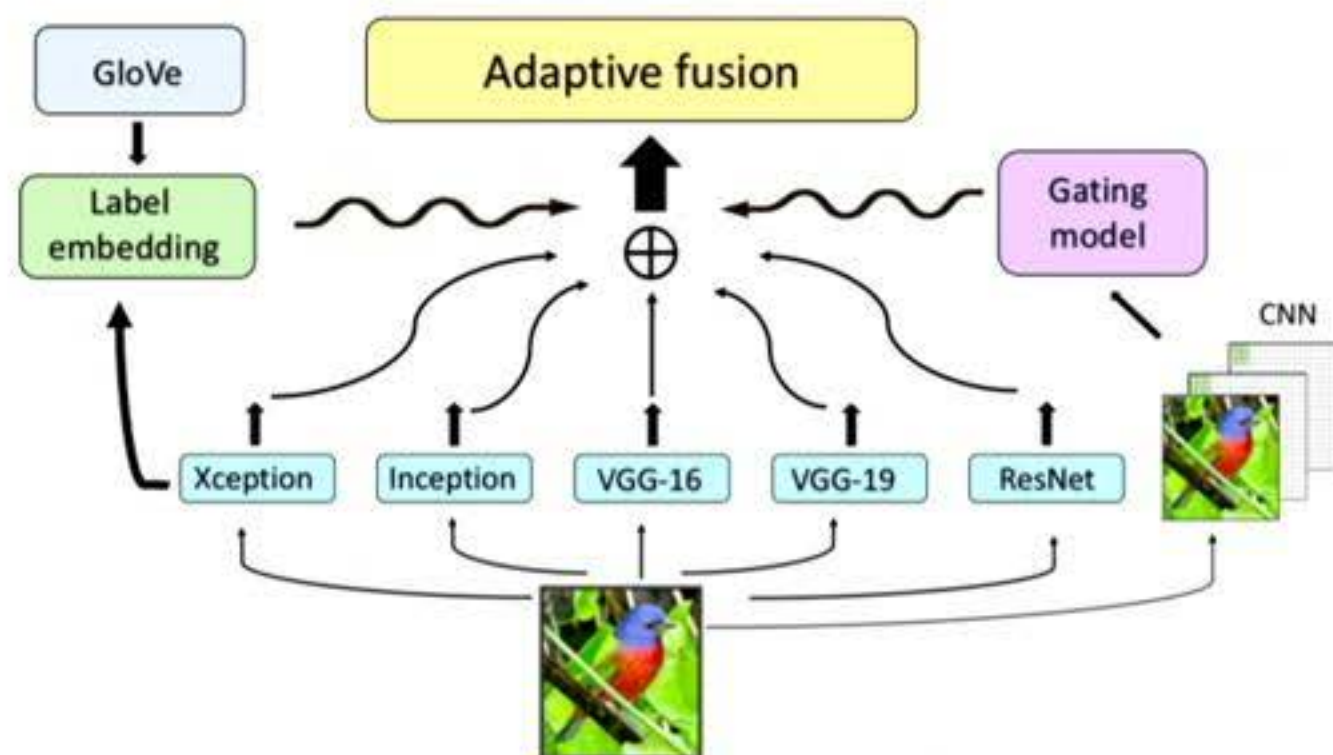 GloVe
Adaptive fusion
Label
embedding
Gating
model
CNN
Xception
Inception
VGG-16
VGG-19
ResNet